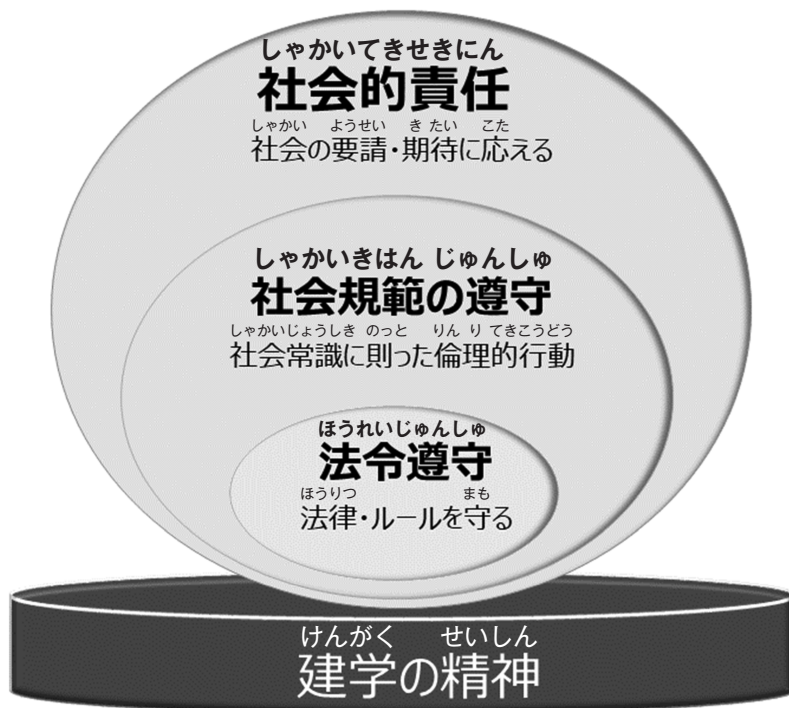 しゃかいてきせきにん
社会的責任
しゃかい ようせい き たい こた
社会の要請・期待に応える
しゃかいきはん じゅんしゅ
社会規範の遵守
しゃかいじょうしき のっと りん り てきこうどう
社会常識に則った倫理的行動
ほうれいじゅんしゅ
法令遵守
ほうりつ まも
法律・ルールを守る
けんがく せいしん
建学の精神